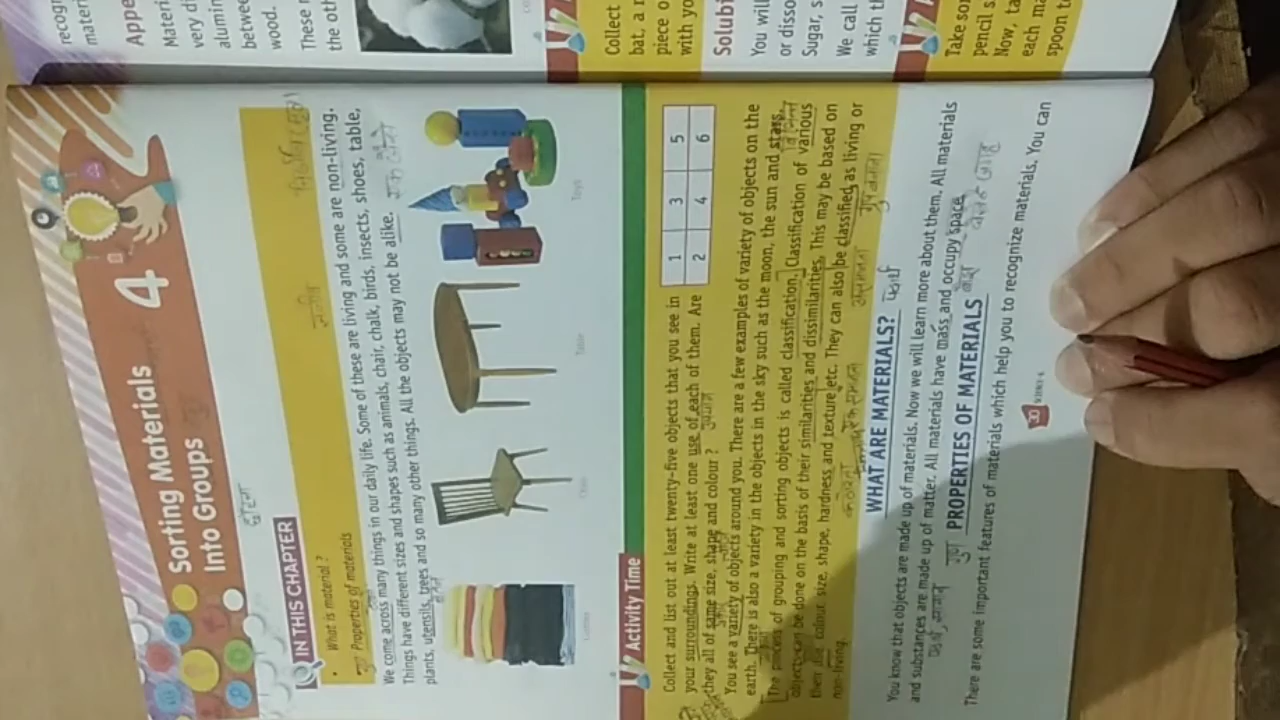 4
Sorting Materials
Into Groups
छाँटना
IN THIS CHAPTER
• What is material ?
Properties of materials
We come across many things in our daily life. Some of these are living and some are non-living.
Things have different sizes and shapes such as animals, chair, chalk, birds, insects, shoes, table,
plants, utensils, trees and so many other things. All the objects may not be alike.
Chair
Table
Toys
Activity Time
Collect and list out at least twenty-five objects that you see in
your surroundings. Write at least one use of each of them. Are
they all of same size, shape and colour ?
1 3 5
2 4 6
You see a variety of objects around you. There are a few examples of variety of objects on the
earth. There is also a variety in the objects in the sky such as the moon, the sun and stars.
The process of grouping and sorting objects is called classification. Classification of various
objects can be done on the basis of their similarities and dissimilarities. This may be based on
their colour, size, shape, hardness and texture etc. They can also be classified as living or
non-living.
WHAT ARE MATERIALS?
You know that objects are made up of materials. Now we will learn more about them. All materials
and substances are made up of matter. All materials have mass and occupy space.
गुण
PROPERTIES OF MATERIALS
There are some important features of materials which help you to recognize materials. You can
30
SCIENCE-6
recogn
materi
Appe
Materi
very di
alumin
betwee
wood.
These
the oth
Collect
bat, a
piece o
with yo
Solubi
You will
or disso
Sugar, s
We call
which t
Take so
pencil s
Now, ta
each ma
spoon t